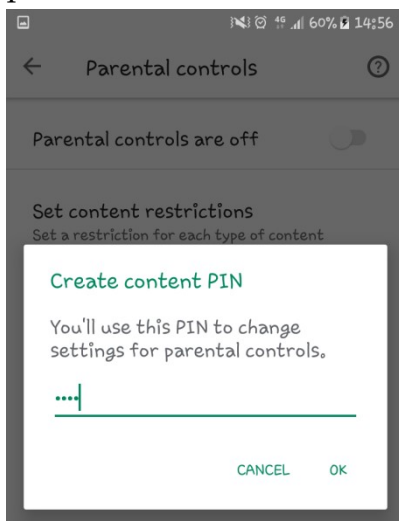 4G 60% 14:56
Parental controls
Parental controls are off
Set content restrictions
Set a restriction for each type of content
Create content PIN
You'll use this PIN to change
settings for parental controls.
••••
CANCEL OK